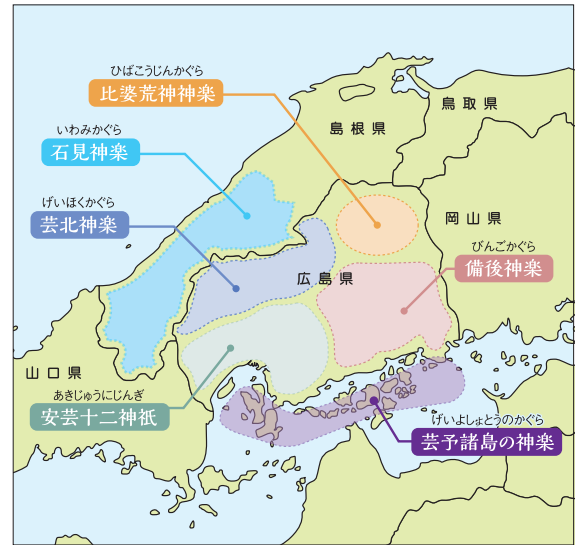 ひばこうじんかぐら
比婆荒神神楽
鳥取県
島根県
いわみかぐら
石見神楽
げいほくかぐら
芸北神楽
岡山県
びんごかぐら
備後神楽
広島県
山口県
あきじゅうにじんぎ
安芸十二神祇
げいよしょとうのかぐら
芸予諸島の神楽